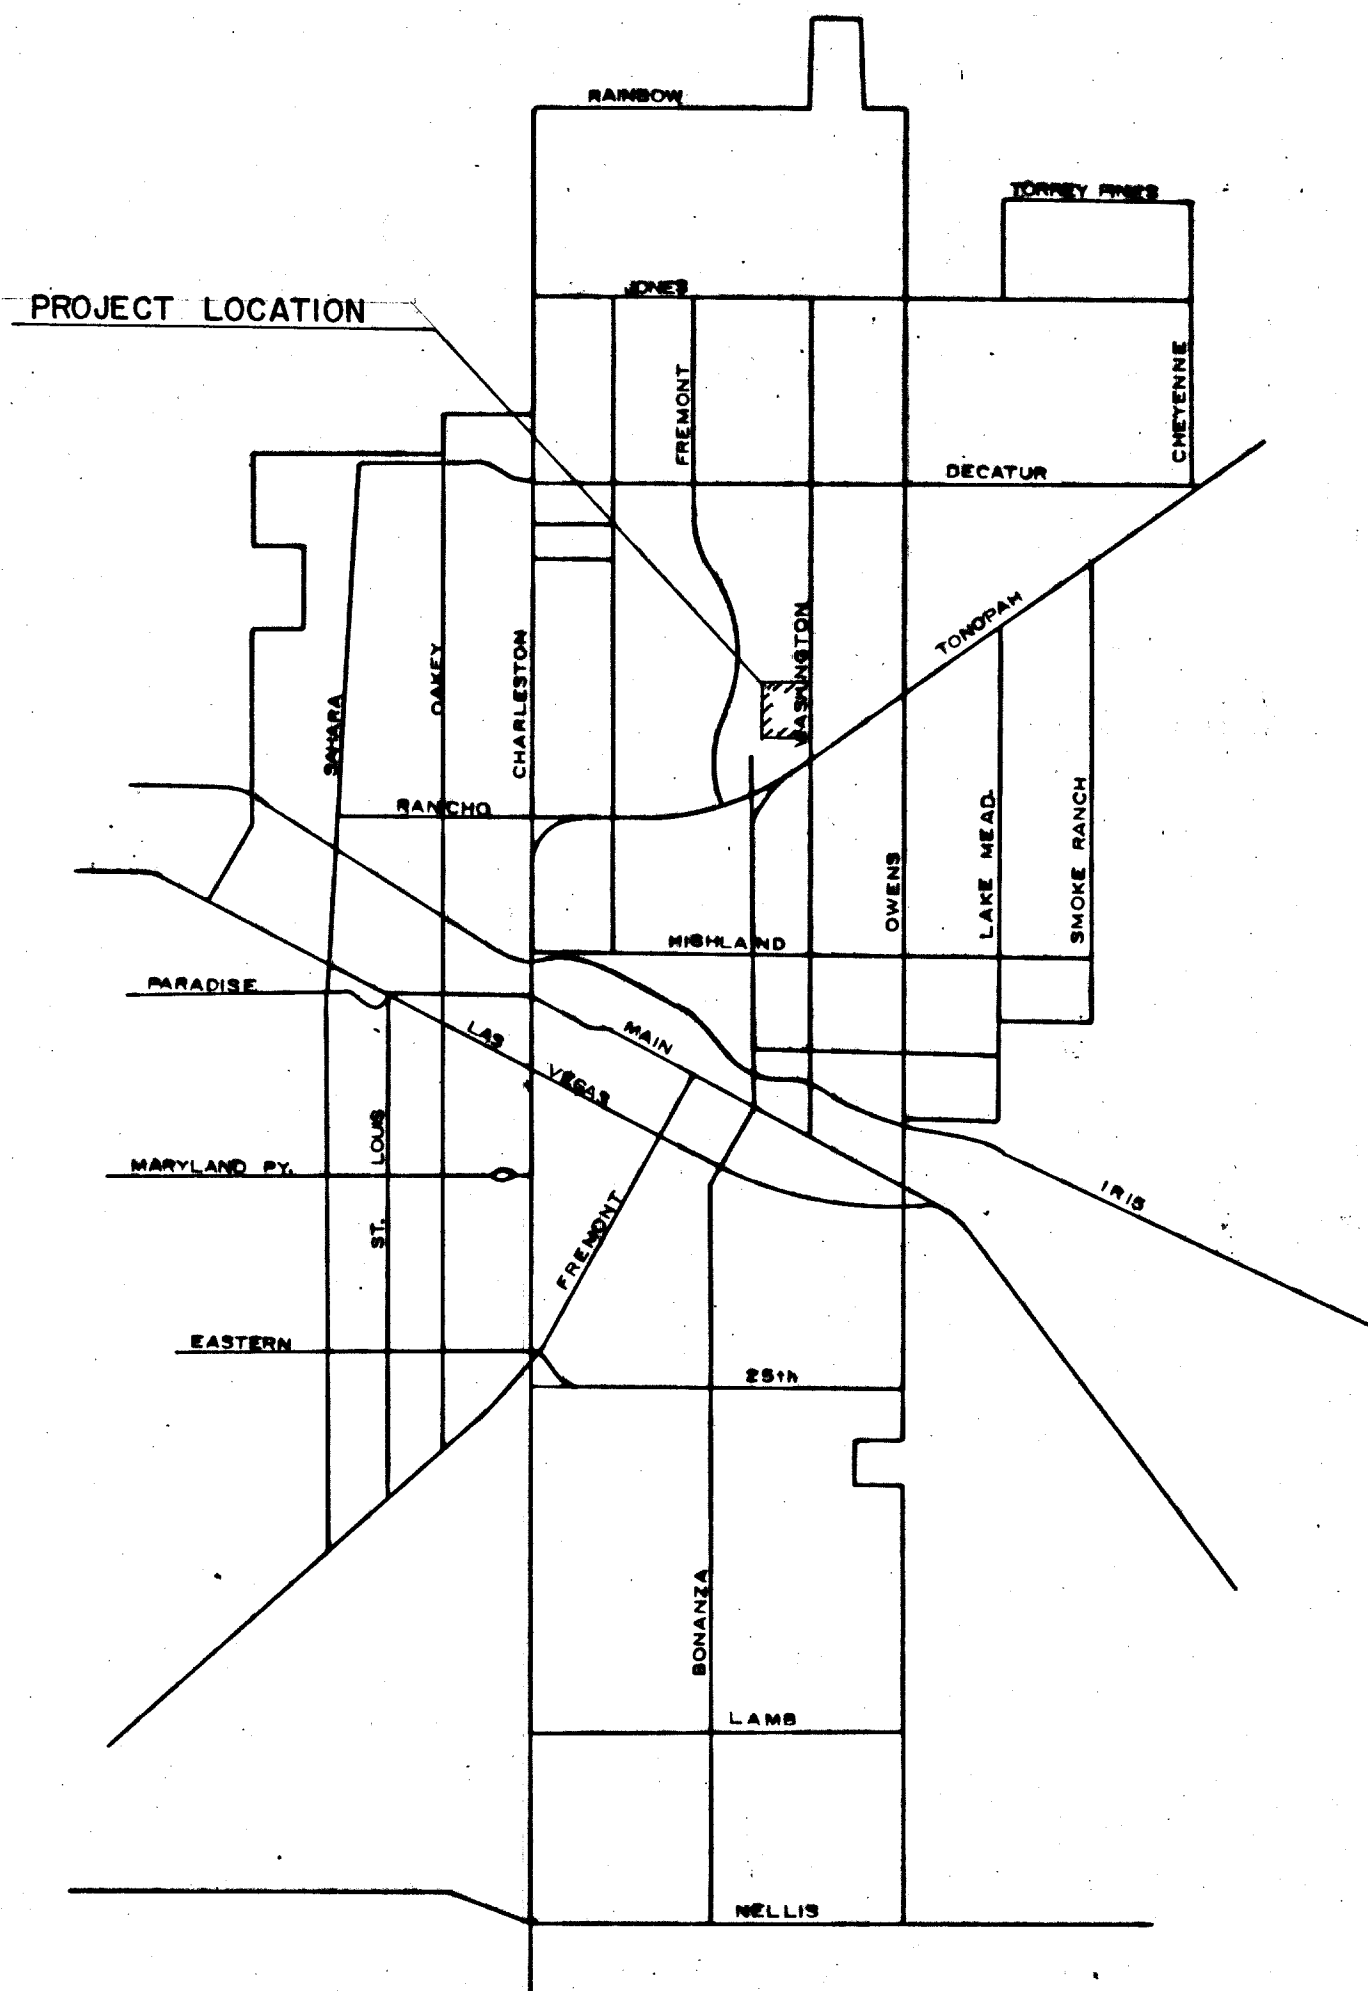 RAINBOW
TORREY PINES
JONES
PROJECT LOCATION
FREMONT
CHEYENNE
DECATUR
TONOPAH
WASHINGTON
OAKEY
CHARLESTON
SAHARA
RANCHO
LAKE MEAD
SMOKE RANCH
OWENS
HIGHLAND
PARADISE
LAS VEGAS
MAIN
ST. LOUIS
MARYLAND PY.
IRIS
FREMONT
EASTERN
25th
BONANZA
LAMB
NELLIS